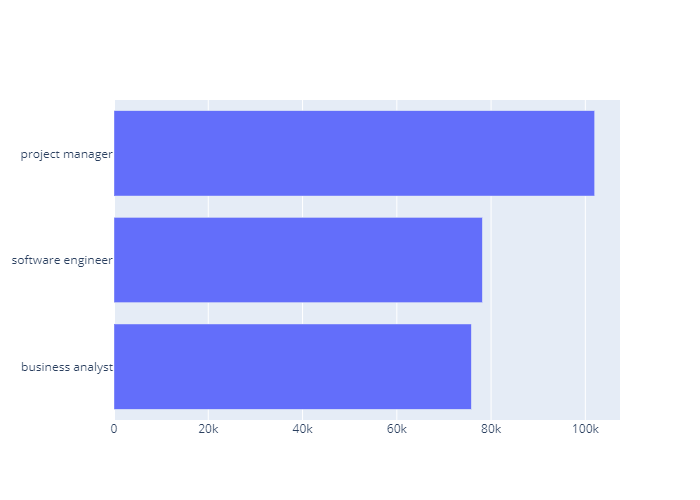 project manager
software engineer
business analyst
0 20k 40k 60k 80k 100k